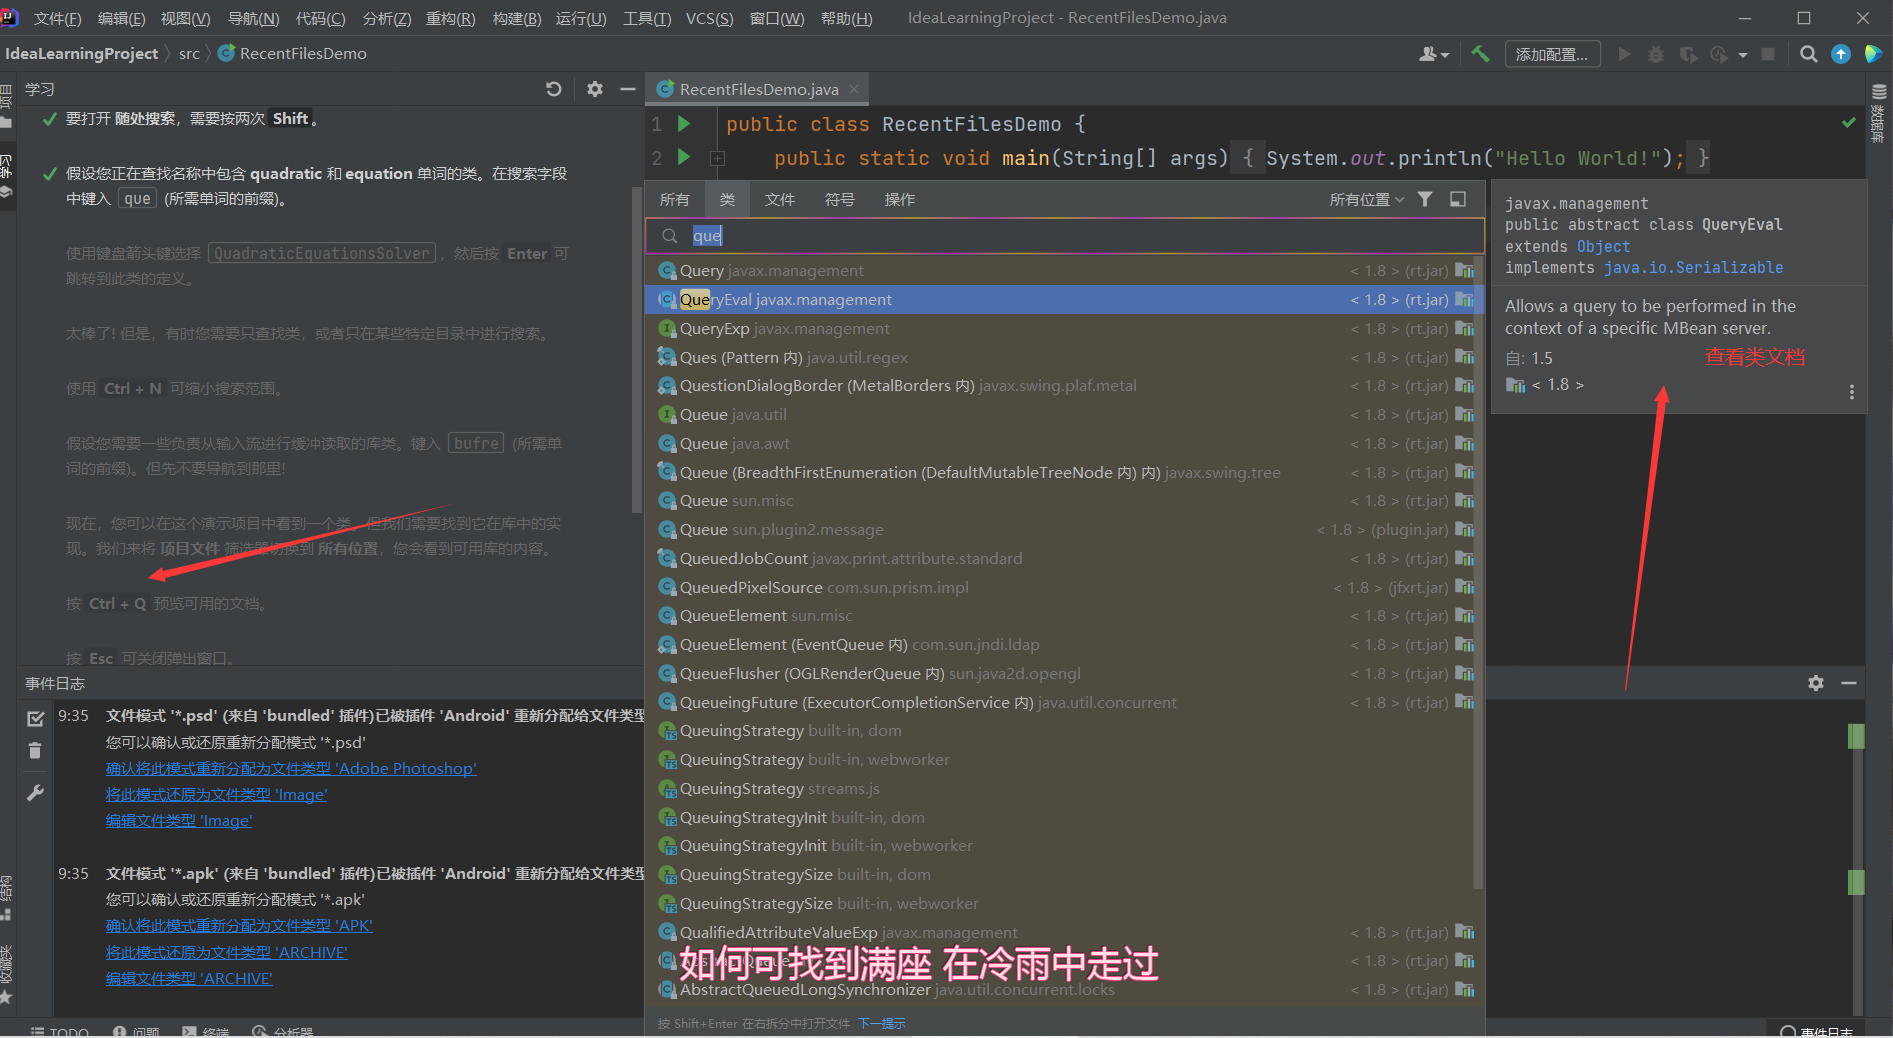 文件(F) 编辑(E) 视图(V) 导航(N) 代码(C) 分析(Z) 重构(R) 构建(B) 运行(U) 工具(T) VCS(S) 窗口(W) 帮助(H) IdeaLearningProject - RecentFilesDemo.java
IdeaLearningProject src RecentFilesDemo 添加配置...
项目
学习
结构
收藏夹
数据库
学习
要打开 随处搜索，需要按两次 Shift。
假设您正在查找名称中包含 quadratic 和 equation 单词的类。在搜索字段
中键入 que (所需单词的前缀)。
使用键盘箭头键选择 QuadraticEquationsSolver，然后按 Enter 可
跳转到此类的定义。
太棒了! 但是，有时您需要只查找类，或者只在某些特定目录中进行搜索。
使用 Ctrl + N 可缩小搜索范围。
假设您需要一些负责从输入流进行缓冲读取的库类。键入 bufre (所需单
词的前缀)。但先不要导航到那里!
现在，您可以在这个演示项目中看到一个类。但我们需要找到它在库中的实
现。我们来将 项目文件 筛选器切换到 所有位置，您会看到可用库的内容。
按 Ctrl + Q 预览可用的文档。
按 Esc 可关闭弹出窗口。
RecentFilesDemo.java
1 public class RecentFilesDemo {
2 public static void main(String[] args) { System.out.println("Hello World!"); }
所有 类 文件 符号 操作 所有位置
que
Query javax.management < 1.8 > (rt.jar)
QueryEval javax.management < 1.8 > (rt.jar)
QueryExp javax.management < 1.8 > (rt.jar)
Ques (Pattern 内) java.util.regex < 1.8 > (rt.jar)
QuestionDialogBorder (MetalBorders 内) javax.swing.plaf.metal < 1.8 > (rt.jar)
Queue java.util < 1.8 > (rt.jar)
Queue java.awt < 1.8 > (rt.jar)
Queue (BreadthFirstEnumeration (DefaultMutableTreeNode 内) 内) javax.swing.tree < 1.8 > (rt.jar)
Queue sun.misc < 1.8 > (rt.jar)
Queue sun.plugin2.message < 1.8 > (plugin.jar)
QueuedJobCount javax.print.attribute.standard < 1.8 > (rt.jar)
QueuedPixelSource com.sun.prism.impl < 1.8 > (jfxrt.jar)
QueueElement sun.misc < 1.8 > (rt.jar)
QueueElement (EventQueue 内) com.sun.jndi.ldap < 1.8 > (rt.jar)
QueueFlusher (OGLRenderQueue 内) sun.java2d.opengl < 1.8 > (rt.jar)
QueueingFuture (ExecutorCompletionService 内) java.util.concurrent < 1.8 > (rt.jar)
QueuingStrategy built-in, dom
QueuingStrategy built-in, webworker
QueuingStrategy streams.js
QueuingStrategyInit built-in, dom
QueuingStrategyInit built-in, webworker
QueuingStrategySize built-in, dom
QueuingStrategySize built-in, webworker
QualifiedAttributeValueExp javax.management < 1.8 > (rt.jar)
< 1.8 > (rt.jar)
如何可找到满座 在冷雨中走过
AbstractQueuedLongSynchronizer java.util.concurrent.locks < 1.8 > (rt.jar)
按 Shift+Enter 在右拆分中打开文件 下一提示
javax.management
public abstract class QueryEval
extends Object
implements java.io.Serializable
Allows a query to be performed in the
context of a specific MBean server.
自: 1.5
查看类文档
< 1.8 >
事件日志
9:35 文件模式 '*.psd' (来自 'bundled' 插件)已被插件 'Android' 重新分配给文件类型
您可以确认或还原重新分配模式 '*.psd'
确认将此模式重新分配为文件类型 'Adobe Photoshop'
将此模式还原为文件类型 'Image'
编辑文件类型 'Image'
9:35 文件模式 '*.apk' (来自 'bundled' 插件)已被插件 'Android' 重新分配给文件类型
您可以确认或还原重新分配模式 '*.apk'
确认将此模式重新分配为文件类型 'APK'
将此模式还原为文件类型 'ARCHIVE'
编辑文件类型 'ARCHIVE'
TODO 问题 终端 分析器 事件日志